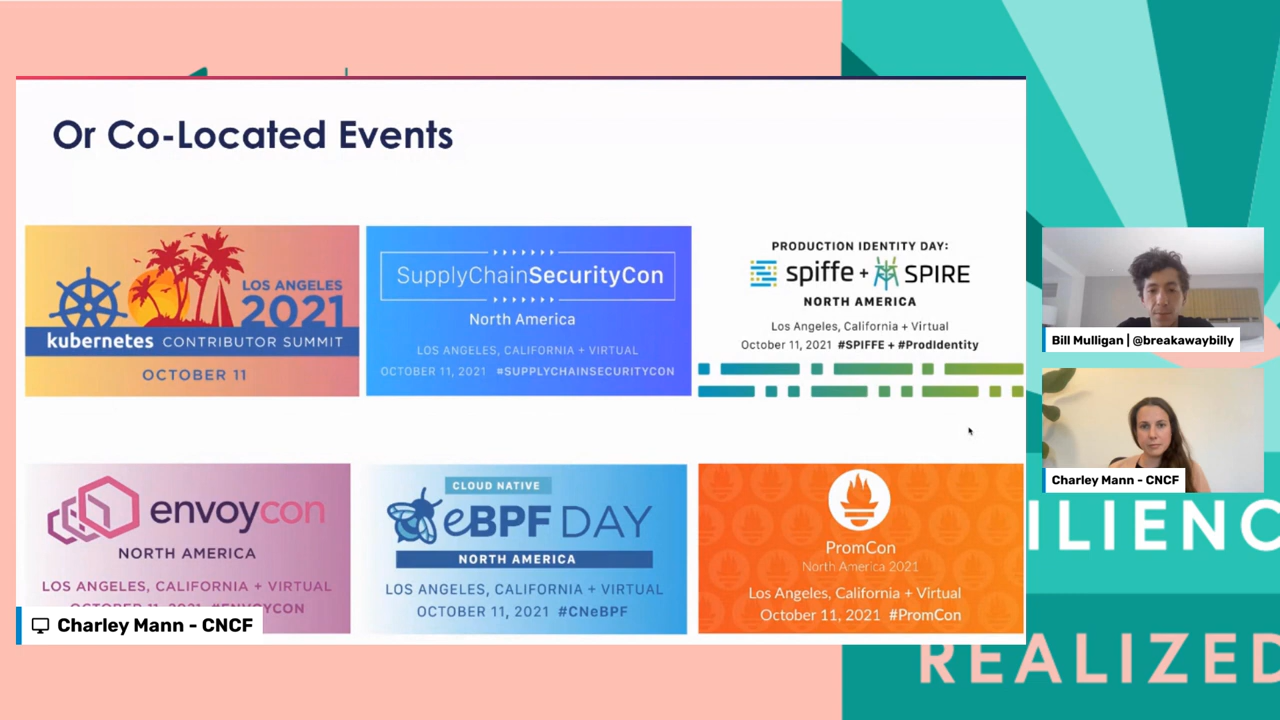 Or Co-Located Events
LOS ANGELES
2021
kubernetes CONTRIBUTOR SUMMIT
OCTOBER 11
SupplyChainSecurityCon
North America
LOS ANGELES, CALIFORNIA + VIRTUAL
OCTOBER 11, 2021 #SUPPLYCHAINSECURITYCON
PRODUCTION IDENTITY DAY:
spiffe + SPIRE
NORTH AMERICA
Los Angeles, California + Virtual
October 11, 2021 #SPIFFE + #ProdIdentity
envoycon
NORTH AMERICA
LOS ANGELES, CALIFORNIA + VIRTUAL
OCTOBER 11, 2021 #ENVOYCON
CLOUD NATIVE
eBPF DAY
NORTH AMERICA
LOS ANGELES, CALIFORNIA + VIRTUAL
OCTOBER 11, 2021 #CNeBPF
PromCon
North America 2021
Los Angeles, California + Virtual
October 11, 2021 #PromCon
Charley Mann - CNCF
Bill Mulligan | @breakawaybilly
Charley Mann - CNCF
ILIENC
REALIZED